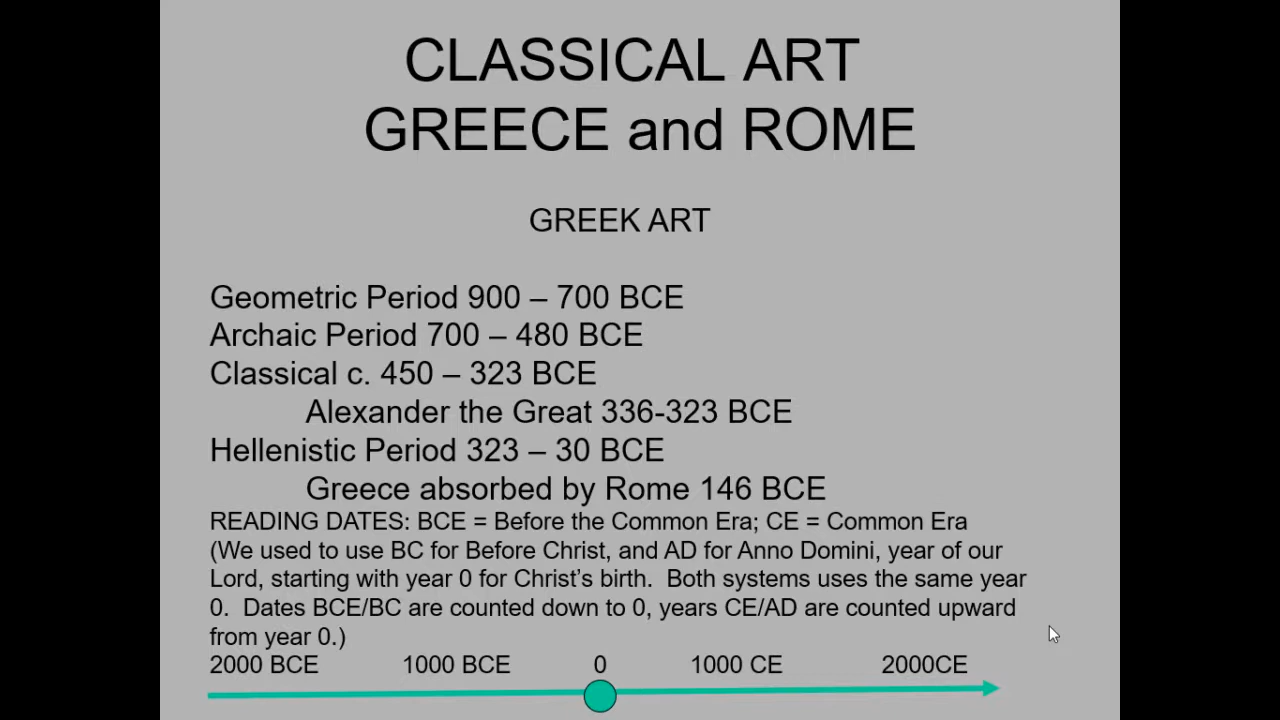 CLASSICAL ART
GREECE and ROME
GREEK ART
Geometric Period 900 – 700 BCE
Archaic Period 700 – 480 BCE
Classical c. 450 – 323 BCE
Alexander the Great 336-323 BCE
Hellenistic Period 323 – 30 BCE
Greece absorbed by Rome 146 BCE
READING DATES: BCE = Before the Common Era; CE = Common Era
(We used to use BC for Before Christ, and AD for Anno Domini, year of our
Lord, starting with year 0 for Christ’s birth.  Both systems uses the same year
0.  Dates BCE/BC are counted down to 0, years CE/AD are counted upward
from year 0.)
2000 BCE 1000 BCE 0 1000 CE 2000CE